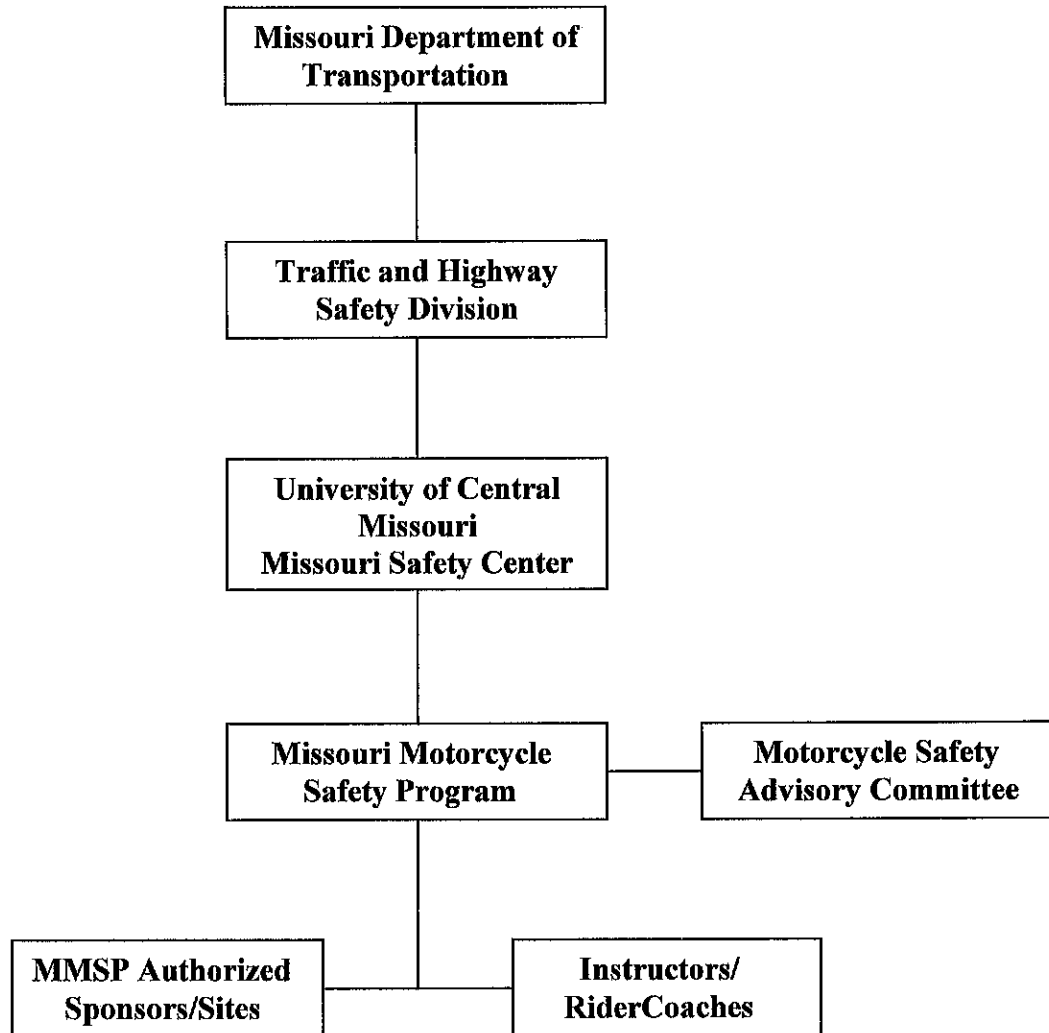 Missouri Department of
Transportation
Traffic and Highway
Safety Division
University of Central
Missouri
Missouri Safety Center
Missouri Motorcycle
Safety Program
Motorcycle Safety
Advisory Committee
MMSP Authorized
Sponsors/Sites
Instructors/
RiderCoaches